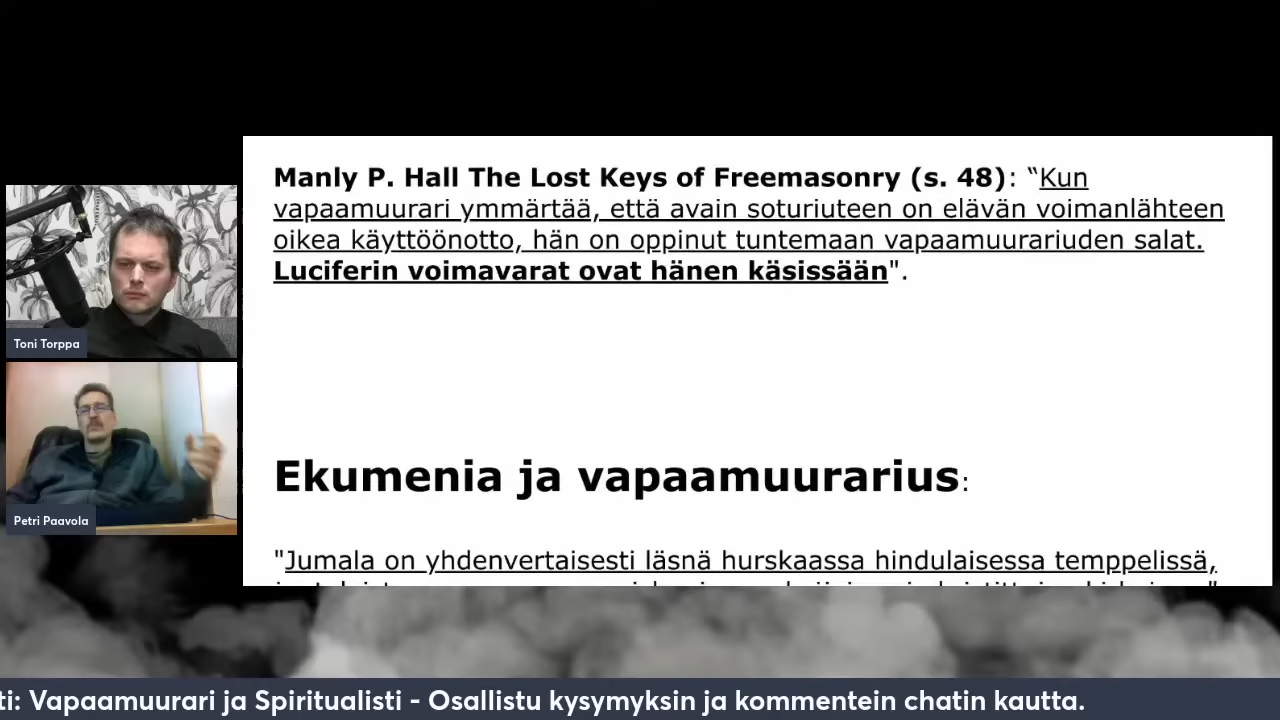 Manly P. Hall The Lost Keys of Freemasonry (s. 48): “Kun
vapaamuurari ymmärtää, että avain soturiuteen on elävän voimanlähteen
oikea käyttöönotto, hän on oppinut tuntemaan vapaamuurariuden salat.
Luciferin voimavarat ovat hänen käsissään".
Ekumenia ja vapaamuurarius:
"Jumala on yhdenvertaisesti läsnä hurskaassa hindulaisessa temppelissä,
Toni Torppa
Petri Paavola
ti: Vapaamuurari ja Spiritualisti - Osallistu kysymyksin ja kommentein chatin kautta.